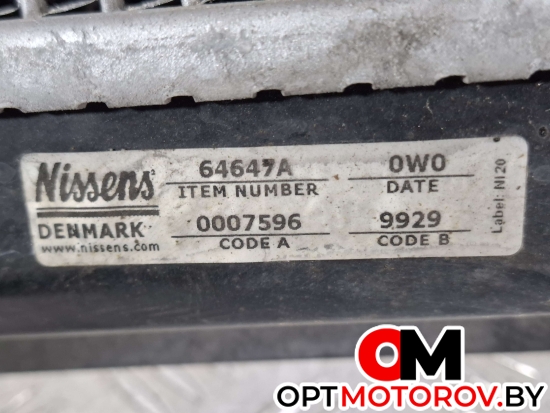 Nissens
DENMARK
www.nissens.com
64647A
ITEM NUMBER
0W0
DATE
0007596
CODE A
9929
CODE B
Label: NI20
OM
OPTMOTOROV.BY